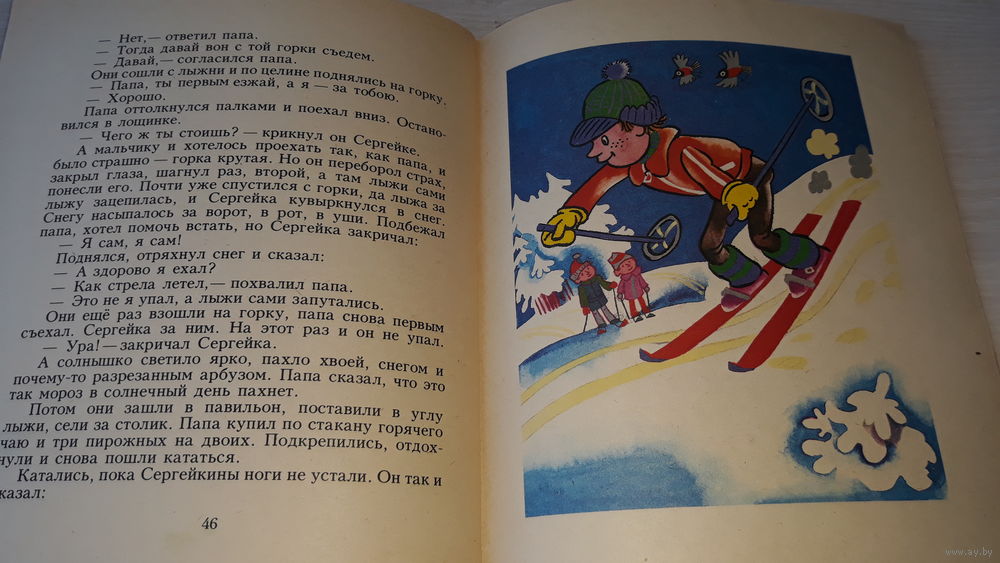 — Нет,— ответил папа.
— Тогда давай вон с той горки съедем.
— Давай,— согласился папа.
Они сошли с лыжни и по целине поднялись на горку.
— Папа, ты первым езжай, а я — за тобою.
— Хорошо.
Папа оттолкнулся палками и поехал вниз. Остано-
вился в лощинке.
— Чего ж ты стоишь? — крикнул он Сергейке.
А мальчику и хотелось проехать так, как папа, и
было страшно — горка крутая. Но он переборол страх,
закрыл глаза, шагнул раз, второй, а там лыжи сами
понесли его. Почти уже спустился с горки, да лыжа за
лыжу зацепилась, и Сергейка кувыркнулся в снег.
Снегу насыпалось за ворот, в рот, в уши. Подбежал
папа, хотел помочь встать, но Сергейка закричал:
— Я сам, я сам!
Поднялся, отряхнул снег и сказал:
— А здорово я ехал?
— Как стрела летел,— похвалил папа.
— Это не я упал, а лыжи сами запутались.
Они ещё раз взошли на горку, папа снова первым
съехал. Сергейка за ним. На этот раз и он не упал.
— Ура! — закричал Сергейка.
А солнышко светило ярко, пахло хвоей, снегом и
почему-то разрезанным арбузом. Папа сказал, что это
так мороз в солнечный день пахнет.
Потом они зашли в павильон, поставили в углу
лыжи, сели за столик. Папа купил по стакану горячего
чаю и три пирожных на двоих. Подкрепились, отдох-
нули и снова пошли кататься.
Катались, пока Сергейкины ноги не устали. Он так и
сказал:
46
www.ay.by